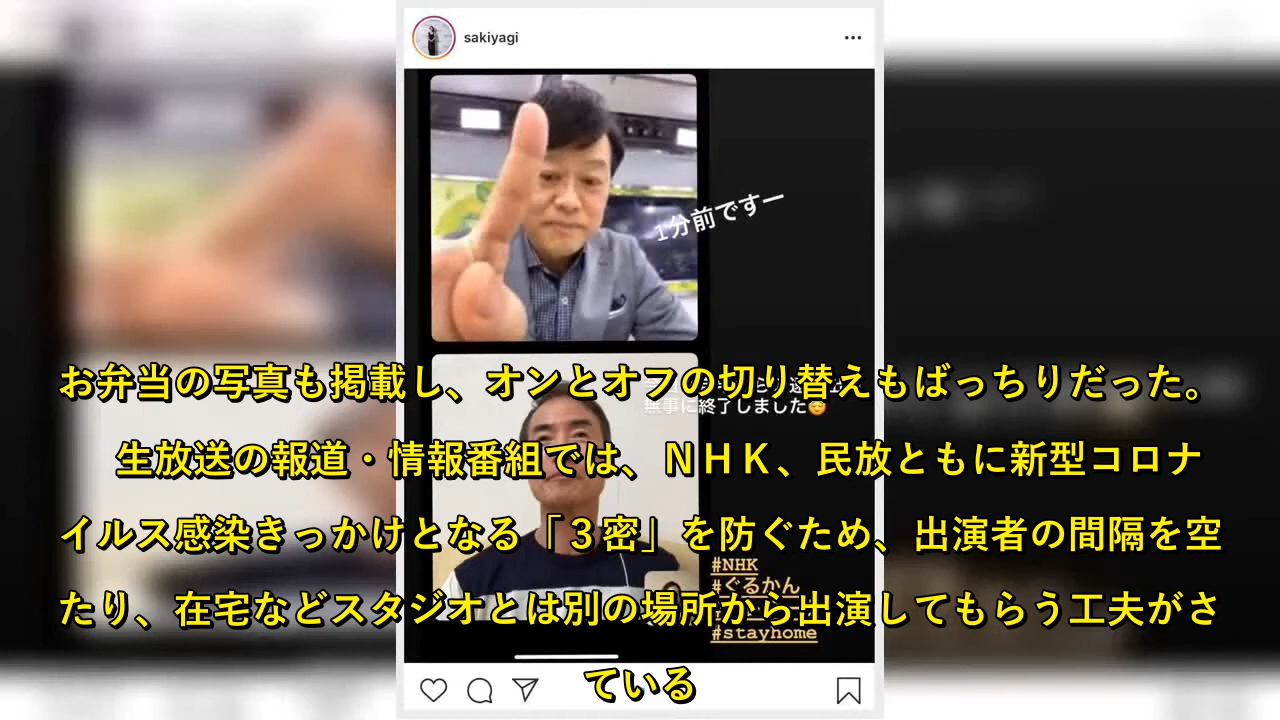 sakiyagi
1分前ですー
無事に終了しました
お弁当の写真も掲載し、オンとオフの切り替えもばっちりだった。
生放送の報道・情報番組では、ＮＨＫ、民放ともに新型コロナ
イルス感染きっかけとなる「３密」を防ぐため、出演者の間隔を空
たり、在宅などスタジオとは別の場所から出演してもらう工夫がさ
ている
#NHK
#ぐるかん
#stayhome